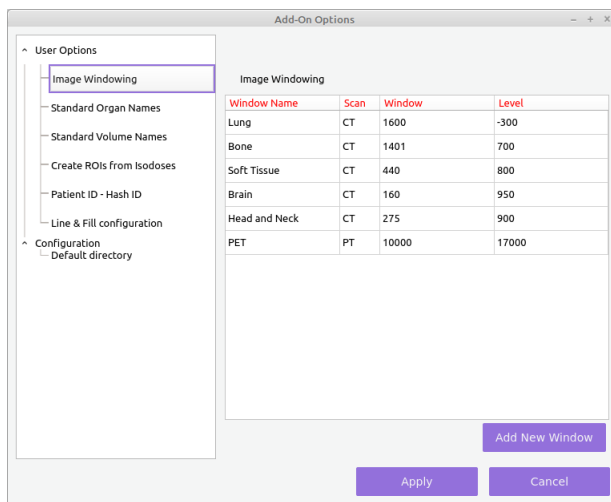 Add-On Options
User Options
Image Windowing
Standard Organ Names
Standard Volume Names
Create ROIs from Isodoses
Patient ID - Hash ID
Line & Fill configuration
Configuration
Default directory
Image Windowing
Window Name Scan Window Level
Lung CT 1600 -300
Bone CT 1401 700
Soft Tissue CT 440 800
Brain CT 160 950
Head and Neck CT 275 900
PET PT 10000 17000
Add New Window
Apply Cancel